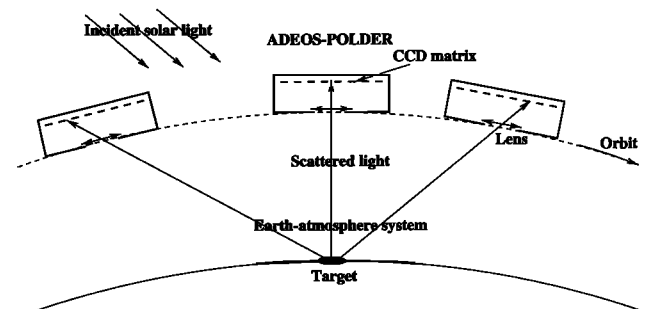 Incident solar light
ADEOS-POLDER
CCD matrix
Lens
Orbit
Scattered light
Earth-atmosphere system
Target